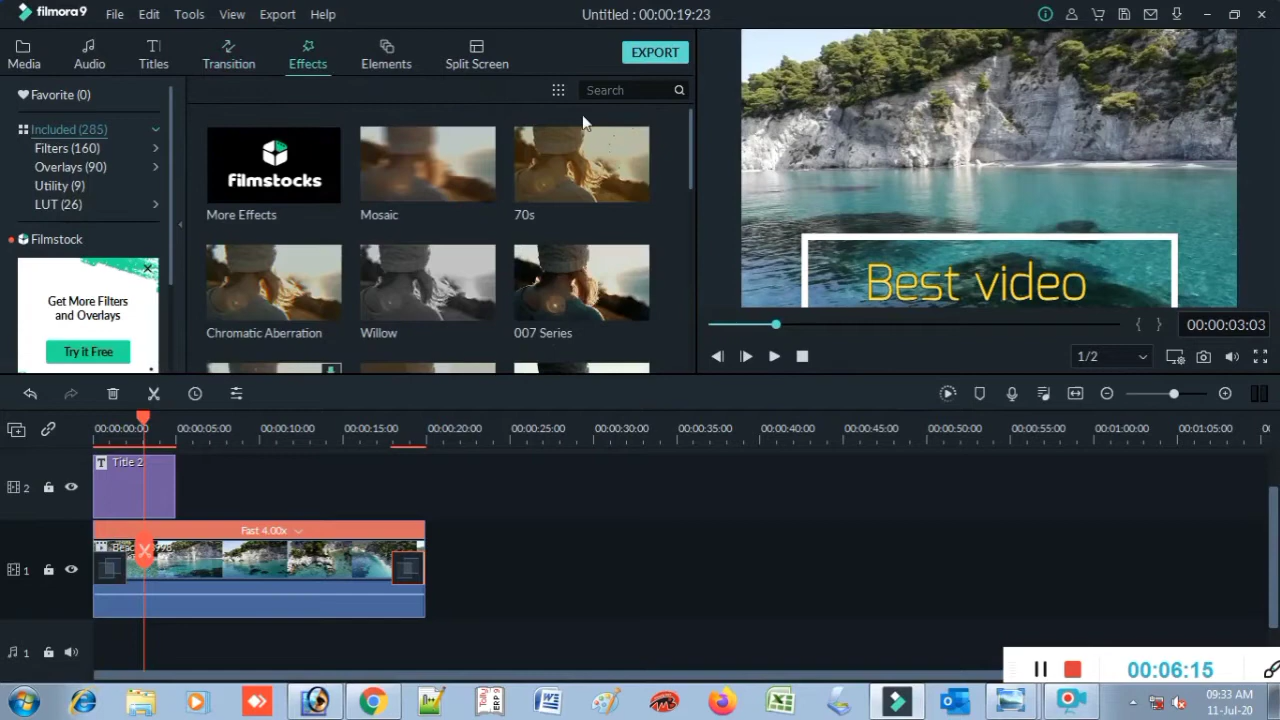 filmora9 File Edit Tools View Export Help Untitled : 00:00:19:23
Media Audio Titles Transition Effects Elements Split Screen EXPORT
Favorite (0)
Search
Included (285)
Filters (160)
Overlays (90)
Utility (9)
LUT (26)
Filmstock
Get More Filters
and Overlays
Try it Free
filmstocks
More Effects Mosaic 70s
Chromatic Aberration Willow 007 Series
Best video
{ } 00:00:03:03
1/2
00:00:00:00 00:00:05:00 00:00:10:00 00:00:15:00 00:00:20:00 00:00:25:00 00:00:30:00 00:00:35:00 00:00:40:00 00:00:45:00 00:00:50:00 00:00:55:00 00:01:00:00 00:01:05:00
2 T Title 2
Fast 4.00x
1
1
00:06:15
09:33 AM
11-Jul-20